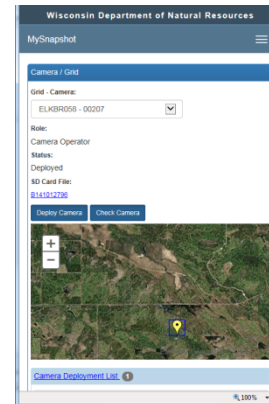 Wisconsin Department of Natural Resources
MySnapshot
Camera / Grid
Grid - Camera:
ELKBR058 - 00207
Role:
Camera Operator
Status:
Deployed
SD Card File:
B141012796
Deploy Camera Check Camera
+
−
Camera Deployment List 1
100%